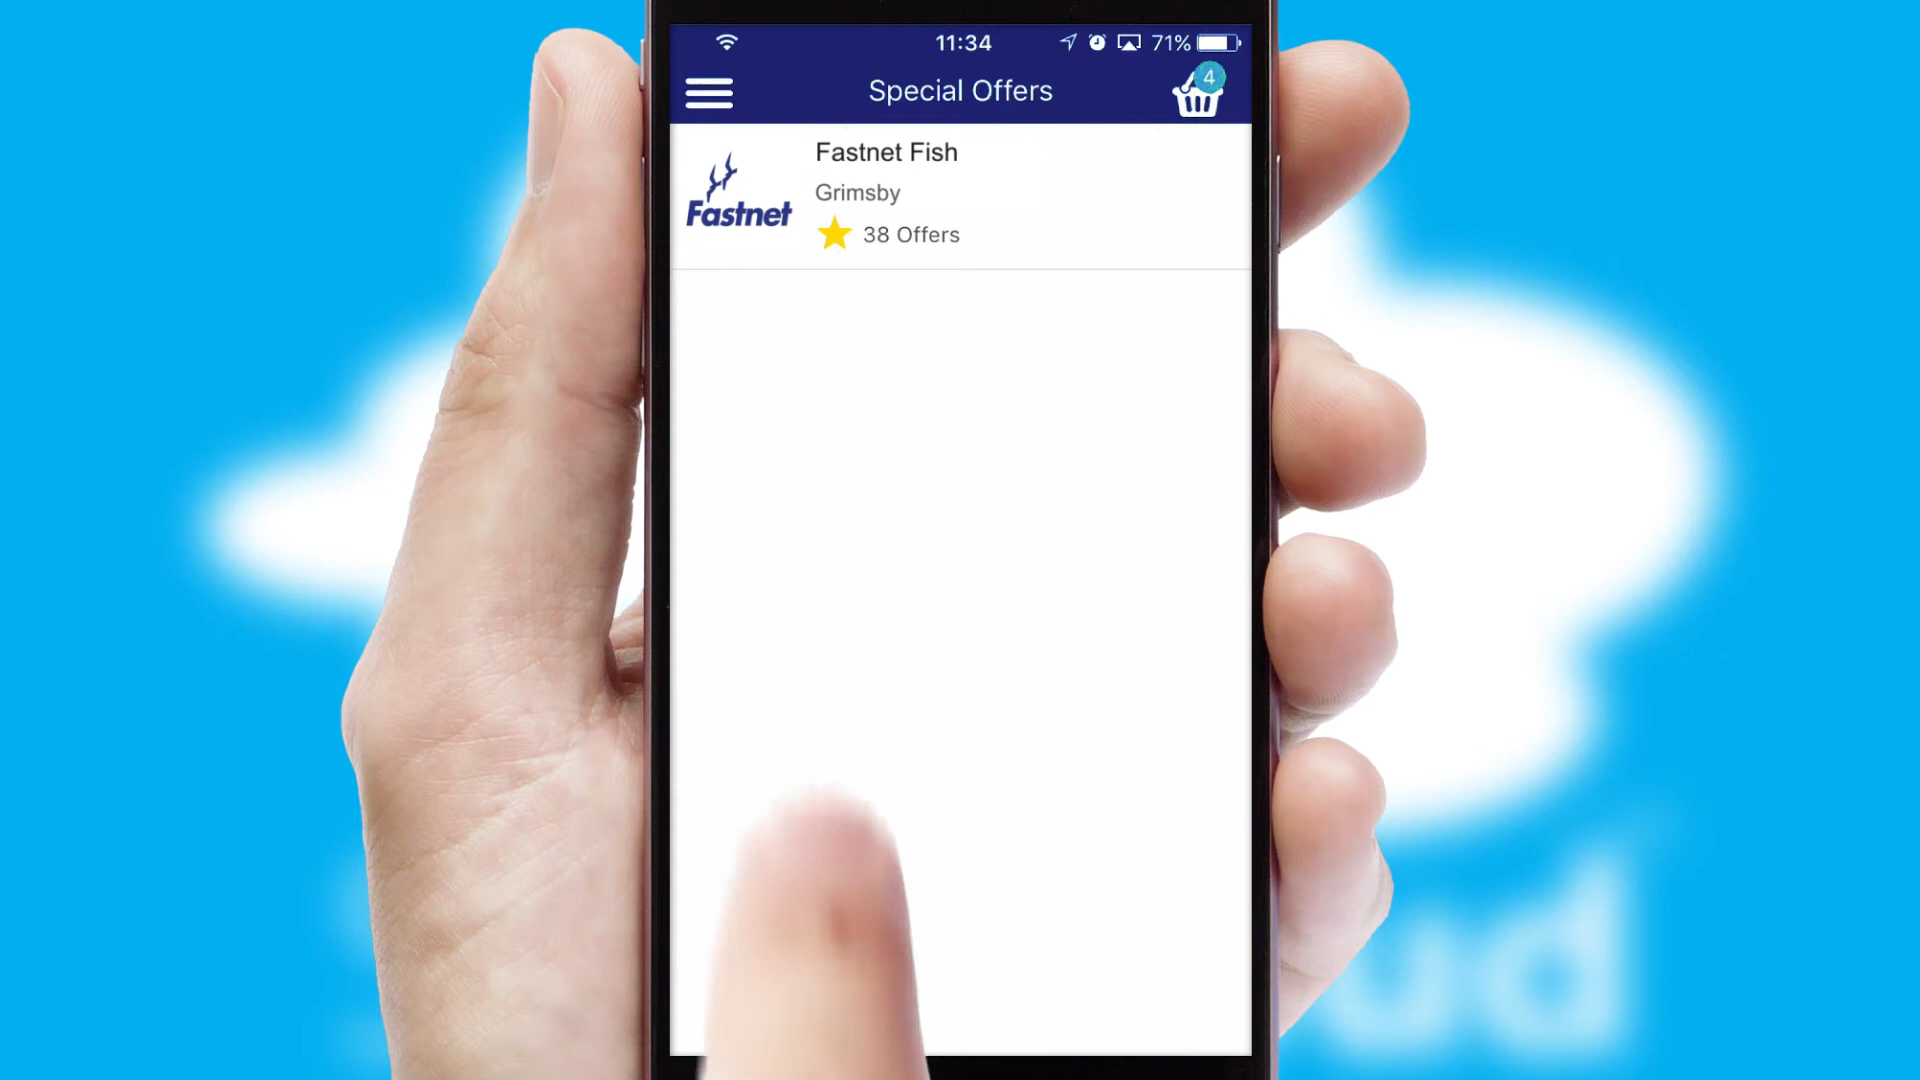 11:34
71%
Special Offers
4
Fastnet Fish
Grimsby
Fastnet
38 Offers